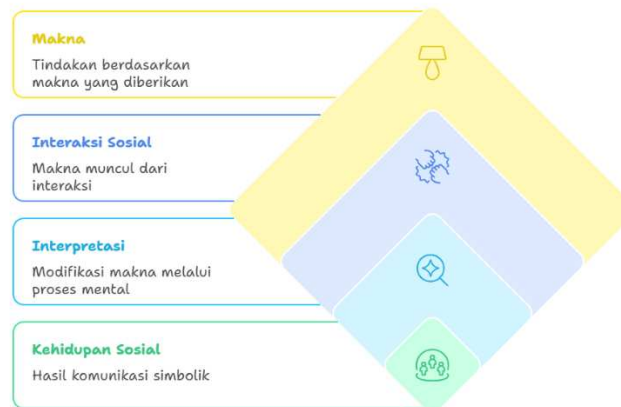 Makna
Tindakan berdasarkan
makna yang diberikan
Interaksi Sosial
Makna muncul dari
interaksi
Interpretasi
Modifikasi makna melalui
proses mental
Kehidupan Sosial
Hasil komunikasi simbolik